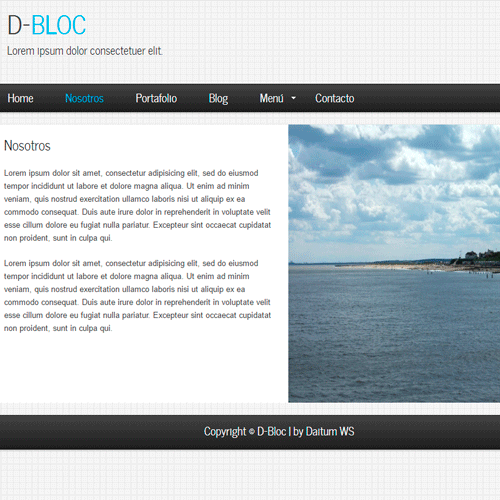 D-BLOC
Lorem ipsum dolor consectetuer elit.
Home Nosotros Portafolio Blog Menú Contacto
Nosotros
Lorem ipsum dolor sit amet, consectetur adipisicing elit, sed do eiusmod
tempor incididunt ut labore et dolore magna aliqua. Ut enim ad minim
veniam, quis nostrud exercitation ullamco laboris nisi ut aliquip ex ea
commodo consequat. Duis aute irure dolor in reprehenderit in voluptate velit
esse cillum dolore eu fugiat nulla pariatur. Excepteur sint occaecat cupidatat
non proident, sunt in culpa qui.
Lorem ipsum dolor sit amet, consectetur adipisicing elit, sed do eiusmod
tempor incididunt ut labore et dolore magna aliqua. Ut enim ad minim
veniam, quis nostrud exercitation ullamco laboris nisi ut aliquip ex ea
commodo consequat. Duis aute irure dolor in reprehenderit in voluptate velit
esse cillum dolore eu fugiat nulla pariatur. Excepteur sint occaecat cupidatat
non proident, sunt in culpa qui.
Copyright © D-Bloc | by Daitum WS